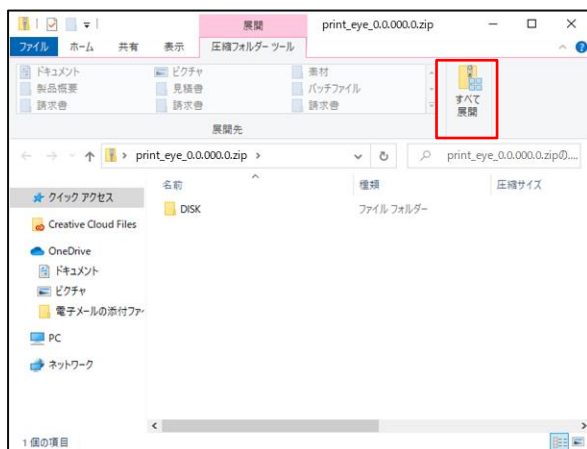 展開
print_eye_0.0.000.0.zip
ファイル ホーム 共有 表示 圧縮フォルダー ツール
ドキュメント ピクチャ 素材
製品概要 見積書 パッチファイル
請求書 請求書 請求書
すべて
展開
展開先
print_eye_0.0.000.0.zip
print_eye_0.0.000.0.zipの....
名前 種類 圧縮サイズ
クイック アクセス
DISK ファイル フォルダー
Creative Cloud Files
OneDrive
ドキュメント
ピクチャ
電子メールの添付ファ
PC
ネットワーク
1 個の項目